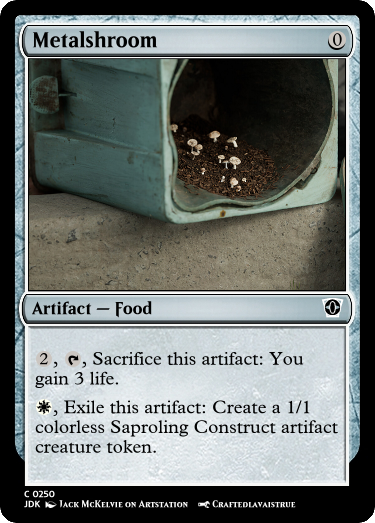 Metalshroom 0
Artifact — Food
2, T, Sacrifice this artifact: You
gain 3 life.
W, Exile this artifact: Create a 1/1
colorless Saproling Construct artifact
creature token.
C 0250
JDK Jack McKelvie on Artstation Craftedlavaistrue